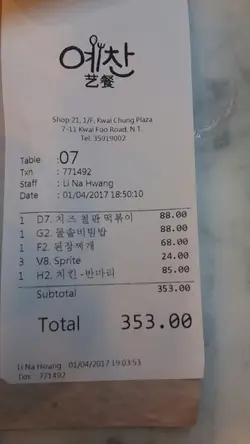 예찬
艺餐
Shop 21, 1/F, Kwai Chung Plaza
7-11 Kwai Foo Road, N.T.
Tel: 35919002
Table : 07
Txn : 771492
Staff : Li Na Hwang
Date : 01/04/2017 18:50:10
1 D7. 치즈 철판 떡볶이 88.00
1 G2. 돌솥비빔밥 88.00
1 F2. 된장찌개 68.00
3 V8. Sprite 24.00
1 H2. 치킨 -반마리 85.00
Subtotal 353.00
Total 353.00
Li Na Hwang 01/04/2017 19:03:53
Txn: 771492